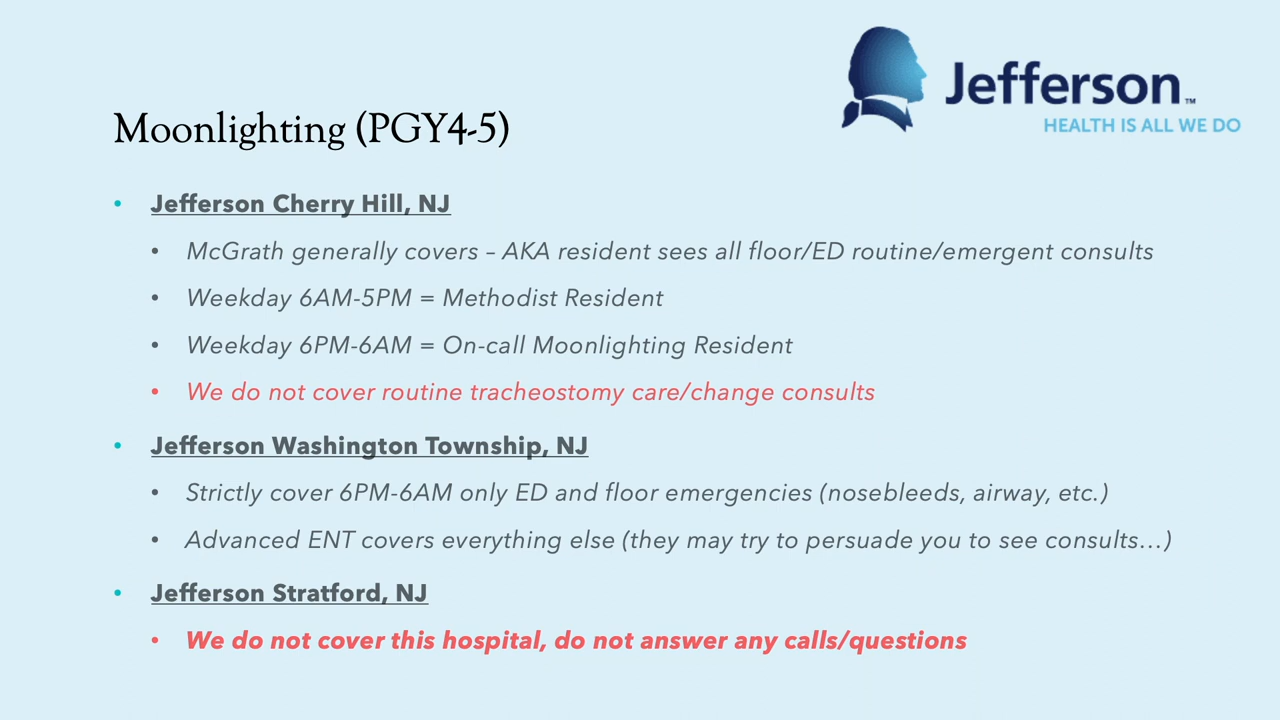 Jefferson™
HEALTH IS ALL WE DO
Moonlighting (PGY4-5)
• Jefferson Cherry Hill, NJ
• McGrath generally covers – AKA resident sees all floor/ED routine/emergent consults
• Weekday 6AM-5PM = Methodist Resident
• Weekday 6PM-6AM = On-call Moonlighting Resident
• We do not cover routine tracheostomy care/change consults
• Jefferson Washington Township, NJ
• Strictly cover 6PM-6AM only ED and floor emergencies (nosebleeds, airway, etc.)
• Advanced ENT covers everything else (they may try to persuade you to see consults…)
• Jefferson Stratford, NJ
• We do not cover this hospital, do not answer any calls/questions